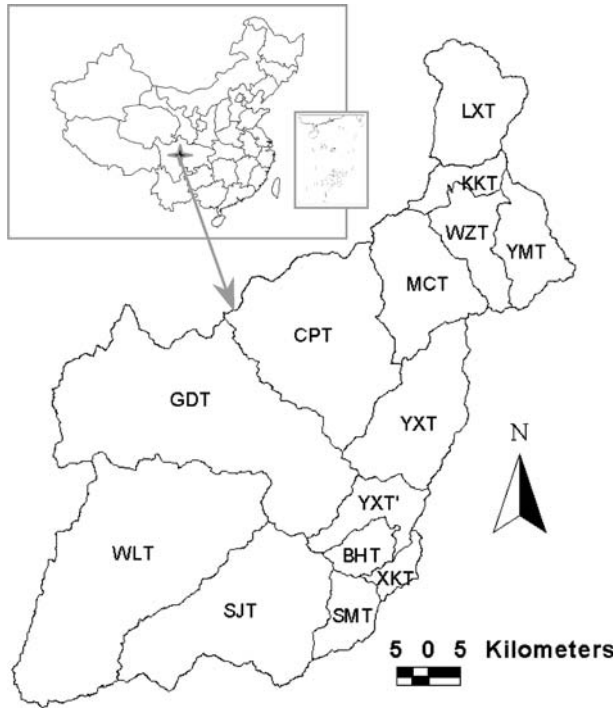 LXT
KKT
WZT
YMT
MCT
CPT
GDT
YXT
N
YXT'
WLT
BHT
XKT
SJT
SMT
5 0 5 Kilometers